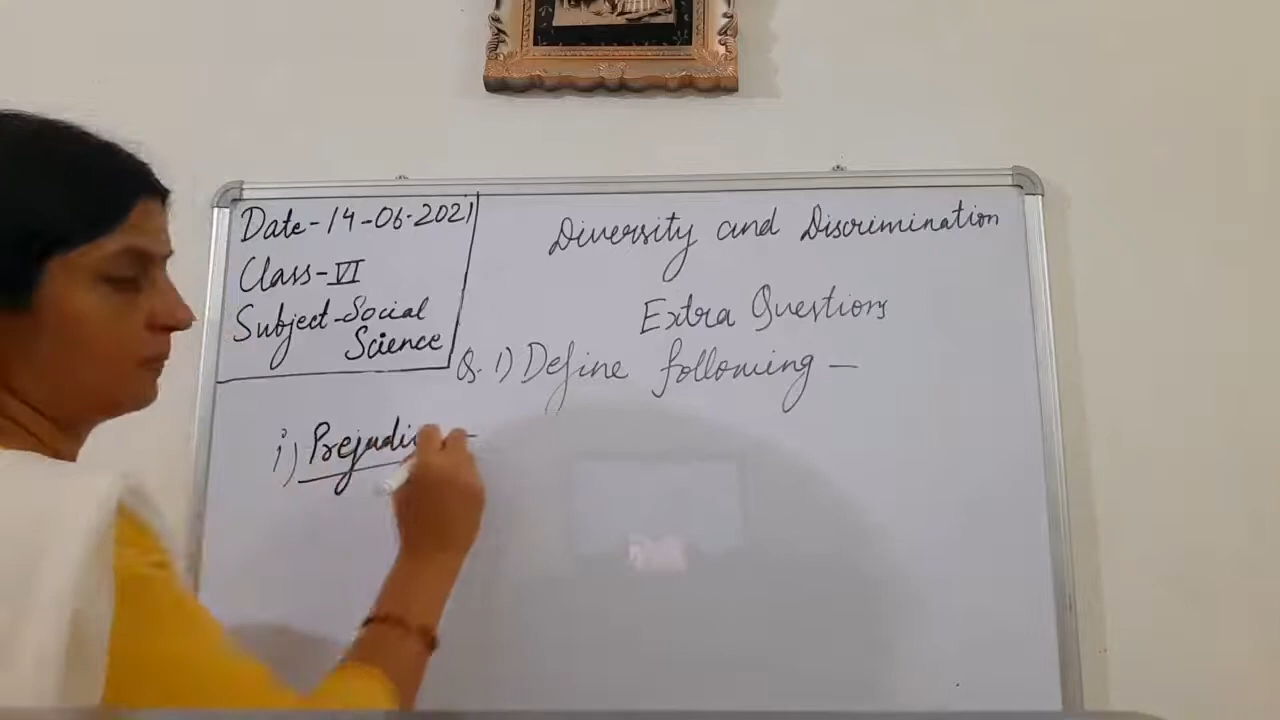 Date-14-06-2021
Class-VI
Subject-Social
Science
Diversity and Discrimination
Extra Questions
Q.1) Define following-
i)